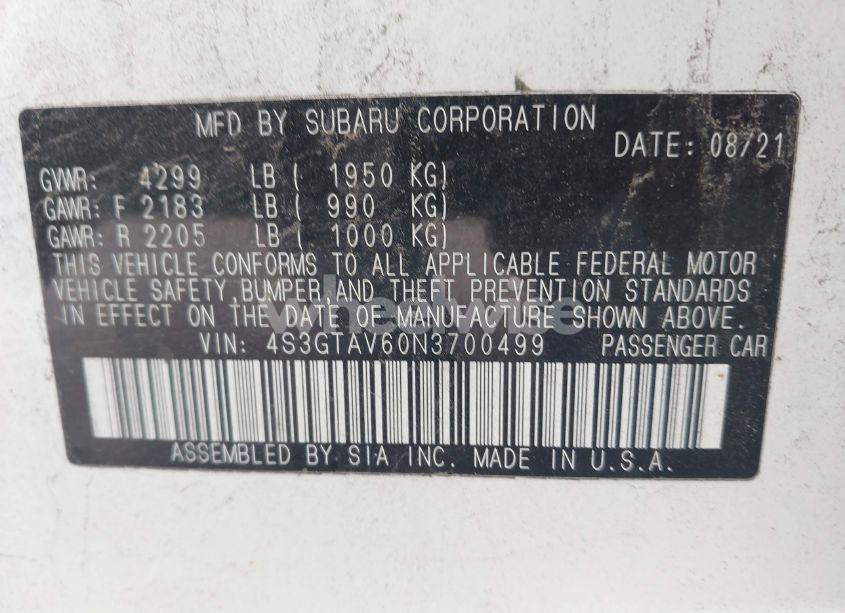 MFD BY SUBARU CORPORATION
DATE: 08/21
GVWR: 4299 LB ( 1950 KG)
GAWR: F 2183 LB ( 990 KG)
GAWR: R 2205 LB ( 1000 KG)
THIS VEHICLE CONFORMS TO ALL APPLICABLE FEDERAL MOTOR
VEHICLE SAFETY, BUMPER, AND THEFT PREVENTION STANDARDS
IN EFFECT ON THE DATE OF MANUFACTURE SHOWN ABOVE.
VIN: 4S3GTAV60N3700499 PASSENGER CAR
ASSEMBLED BY SIA INC. MADE IN U.S.A.